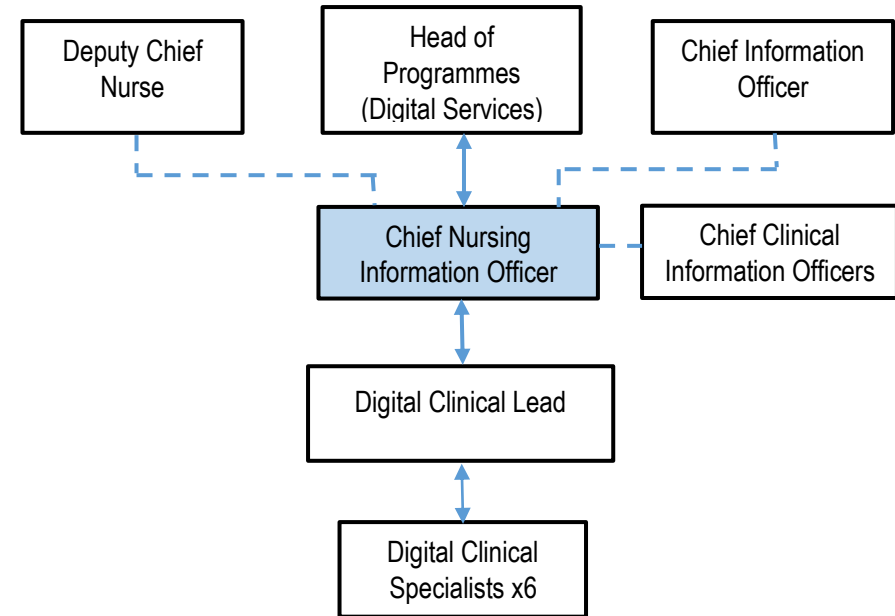 Deputy Chief
Nurse
Head of
Programmes
(Digital Services)
Chief Information
Officer
Chief Nursing
Information Officer
Chief Clinical
Information Officers
Digital Clinical Lead
Digital Clinical
Specialists x6